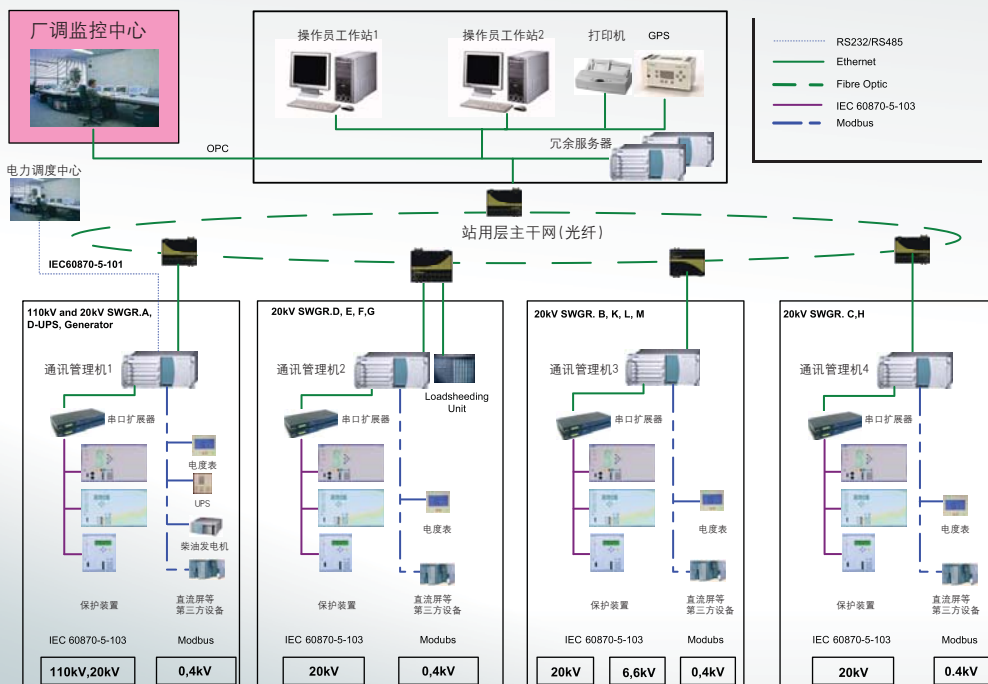 厂调监控中心
操作员工作站1
操作员工作站2
打印机
GPS
冗余服务器
RS232/RS485
Ethernet
Fibre Optic
IEC 60870-5-103
Modbus
OPC
电力调度中心
站用层主干网(光纤)
IEC60870-5-101
110kV and 20kV SWGR.A,
D-UPS, Generator
通讯管理机1
串口扩展器
电度表
UPS
柴油发电机
保护装置
直流屏等
第三方设备
IEC 60870-5-103
Modbus
110kV,20kV
0,4kV
20kV SWGR.D, E, F,G
通讯管理机2
Loadsheeding
Unit
串口扩展器
电度表
保护装置
直流屏等
第三方设备
IEC 60870-5-103
Modubs
20kV
0,4kV
20kV SWGR. B, K, L, M
通讯管理机3
串口扩展器
电度表
保护装置
直流屏等
第三方设备
IEC 60870-5-103
Modubs
20kV
6,6kV
0,4kV
20kV SWGR. C,H
通讯管理机4
串口扩展器
电度表
保护装置
直流屏等
第三方设备
IEC 60870-5-103
Modbus
20kV
0.4kV